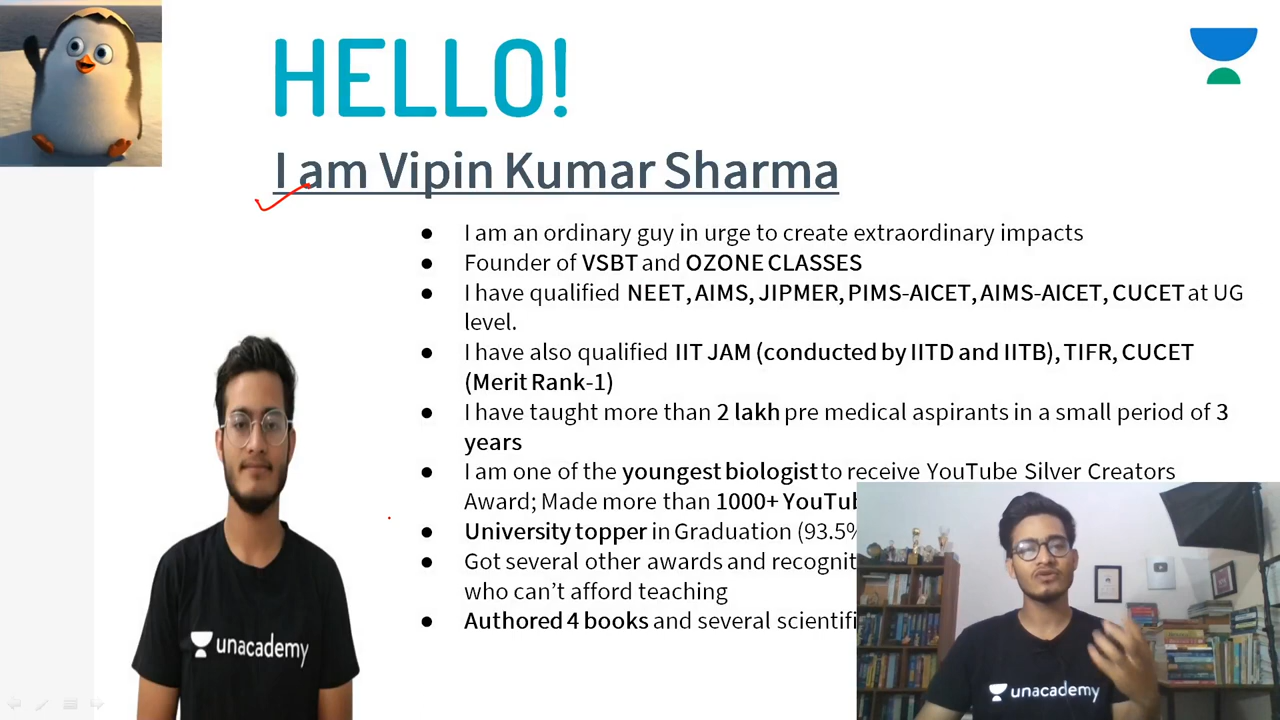 HELLO!
I am Vipin Kumar Sharma
● I am an ordinary guy in urge to create extraordinary impacts
● Founder of VSBT and OZONE CLASSES
● I have qualified NEET, AIMS, JIPMER, PIMS-AICET, AIMS-AICET, CUCET at UG
level.
● I have also qualified IIT JAM (conducted by IITD and IITB), TIFR, CUCET
(Merit Rank-1)
● I have taught more than 2 lakh pre medical aspirants in a small period of 3
years
● I am one of the youngest biologist to receive YouTube Silver Creators
Award; Made more than 1000+
● University topper in Graduation (93.5%
● Got several other awards and
who can't afford teaching
● Authored 4 books and several
unacademy
unacademy